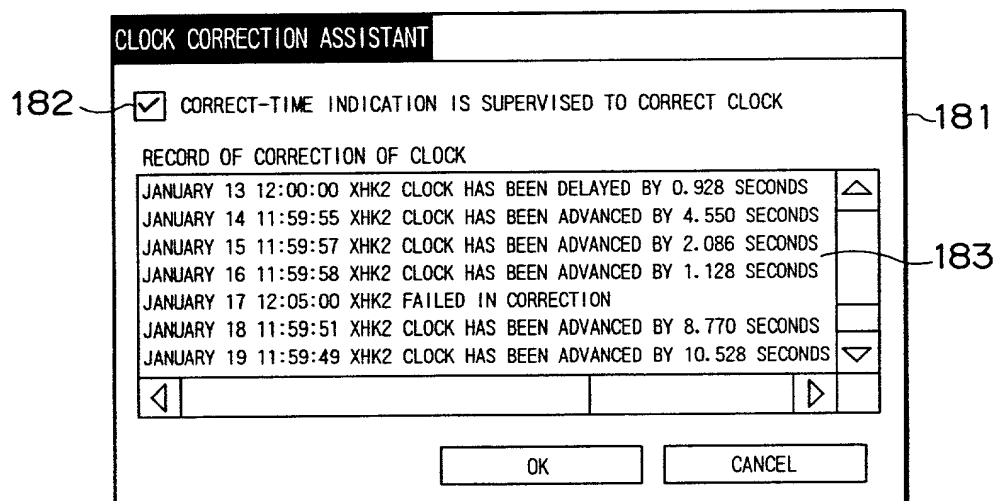 CLOCK CORRECTION ASSISTANT
182
CORRECT-TIME INDICATION IS SUPERVISED TO CORRECT CLOCK
181
RECORD OF CORRECTION OF CLOCK
JANUARY 13 12:00:00 XHK2 CLOCK HAS BEEN DELAYED BY 0.928 SECONDS
JANUARY 14 11:59:55 XHK2 CLOCK HAS BEEN ADVANCED BY 4.550 SECONDS
JANUARY 15 11:59:57 XHK2 CLOCK HAS BEEN ADVANCED BY 2.086 SECONDS
183
JANUARY 16 11:59:58 XHK2 CLOCK HAS BEEN ADVANCED BY 1.128 SECONDS
JANUARY 17 12:05:00 XHK2 FAILED IN CORRECTION
JANUARY 18 11:59:51 XHK2 CLOCK HAS BEEN ADVANCED BY 8.770 SECONDS
JANUARY 19 11:59:49 XHK2 CLOCK HAS BEEN ADVANCED BY 10.528 SECONDS
OK
CANCEL